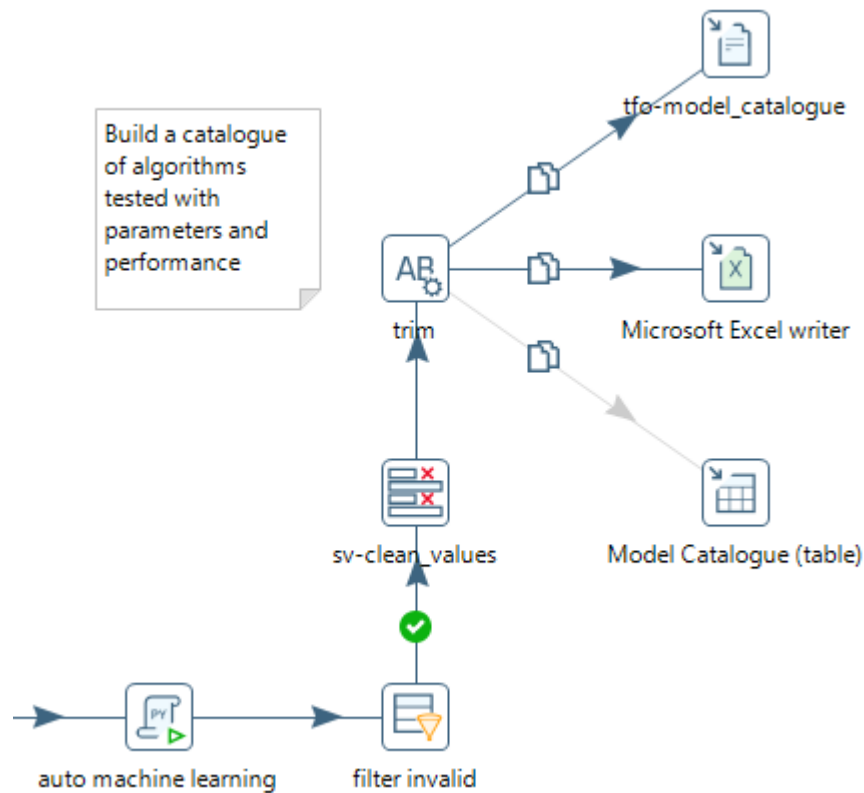 tfo-model_catalogue
Build a catalogue
of algorithms
tested with
parameters and
performance
AB
X
trim
Microsoft Excel writer
sv-clean_values
Model Catalogue (table)
PY
auto machine learning
filter invalid